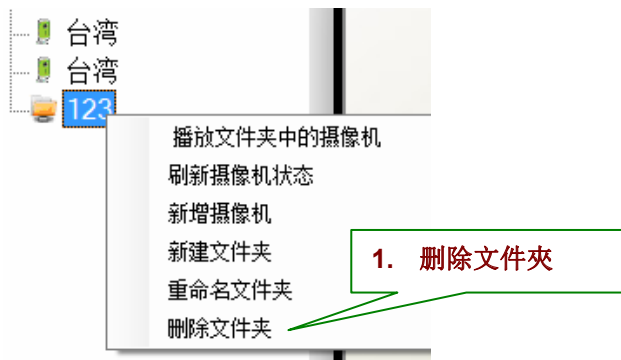 台湾
台湾
123
播放文件夹中的摄像机
刷新摄像机状态
新增摄像机
新建文件夹
重命名文件夹
删除文件夹
1. 删除文件夾